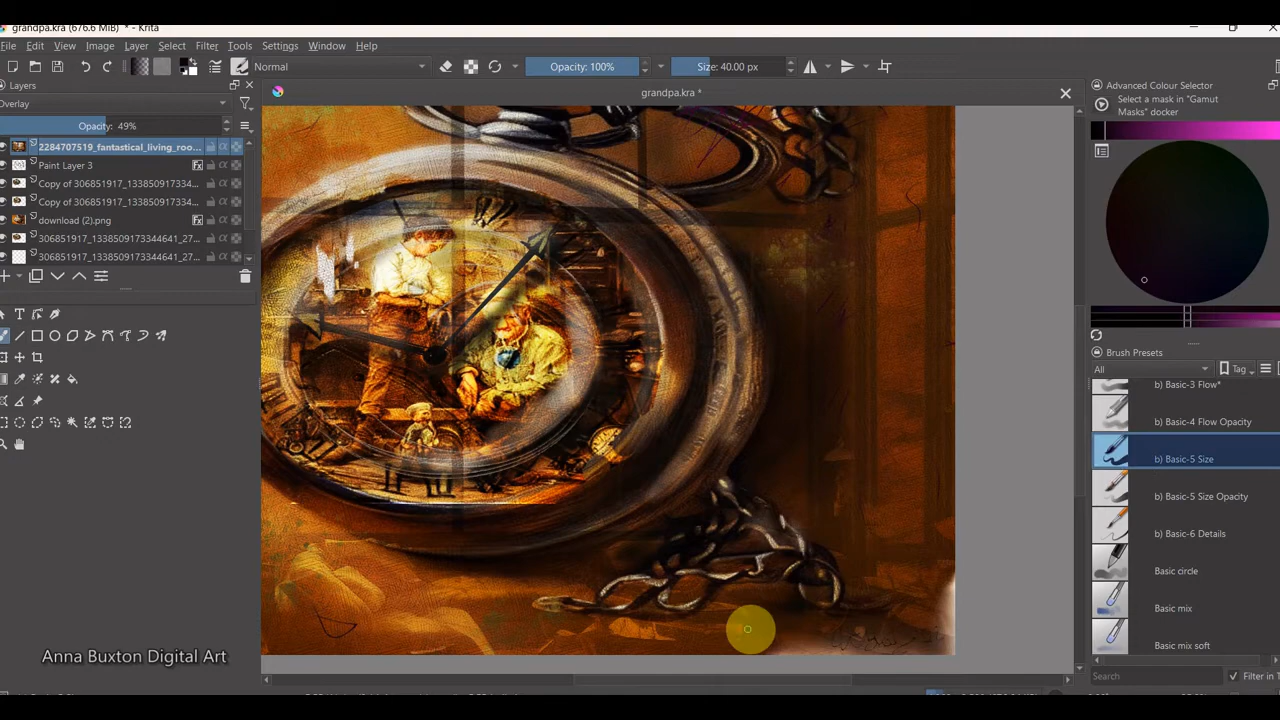 grandpa.kra (676.6 MiB) * - Krita
File Edit View Image Layer Select Filter Tools Settings Window Help
Normal
Opacity: 100%
Size: 40.00 px
Layers
grandpa.kra *
Advanced Colour Selector
Select a mask in "Gamut
Masks" docker
Overlay
Opacity: 49%
2284707519_fantastical_living_roo...
Paint Layer 3
Copy of 306851917_133850917334...
Copy of 306851917_133850917334...
download (2).png
306851917_1338509173344641_27...
306851917_1338509173344641_27...
Brush Presets
All
Tag
b) Basic-3 Flow*
b) Basic-4 Flow Opacity
b) Basic-5 Size
b) Basic-5 Size Opacity
b) Basic-6 Details
Basic circle
Basic mix
Basic mix soft
Search
Filter in T
Anna Buxton Digital Art